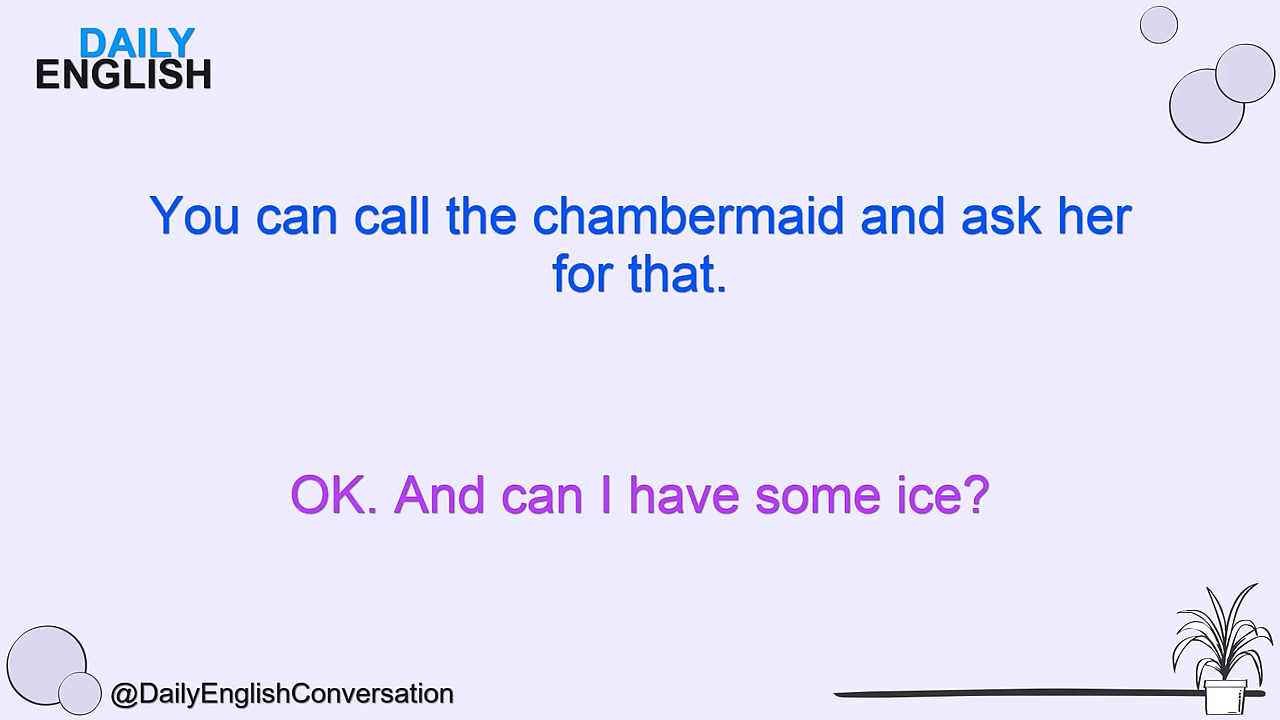 DAILY
ENGLISH
You can call the chambermaid and ask her
for that.
OK. And can I have some ice?
@DailyEnglishConversation